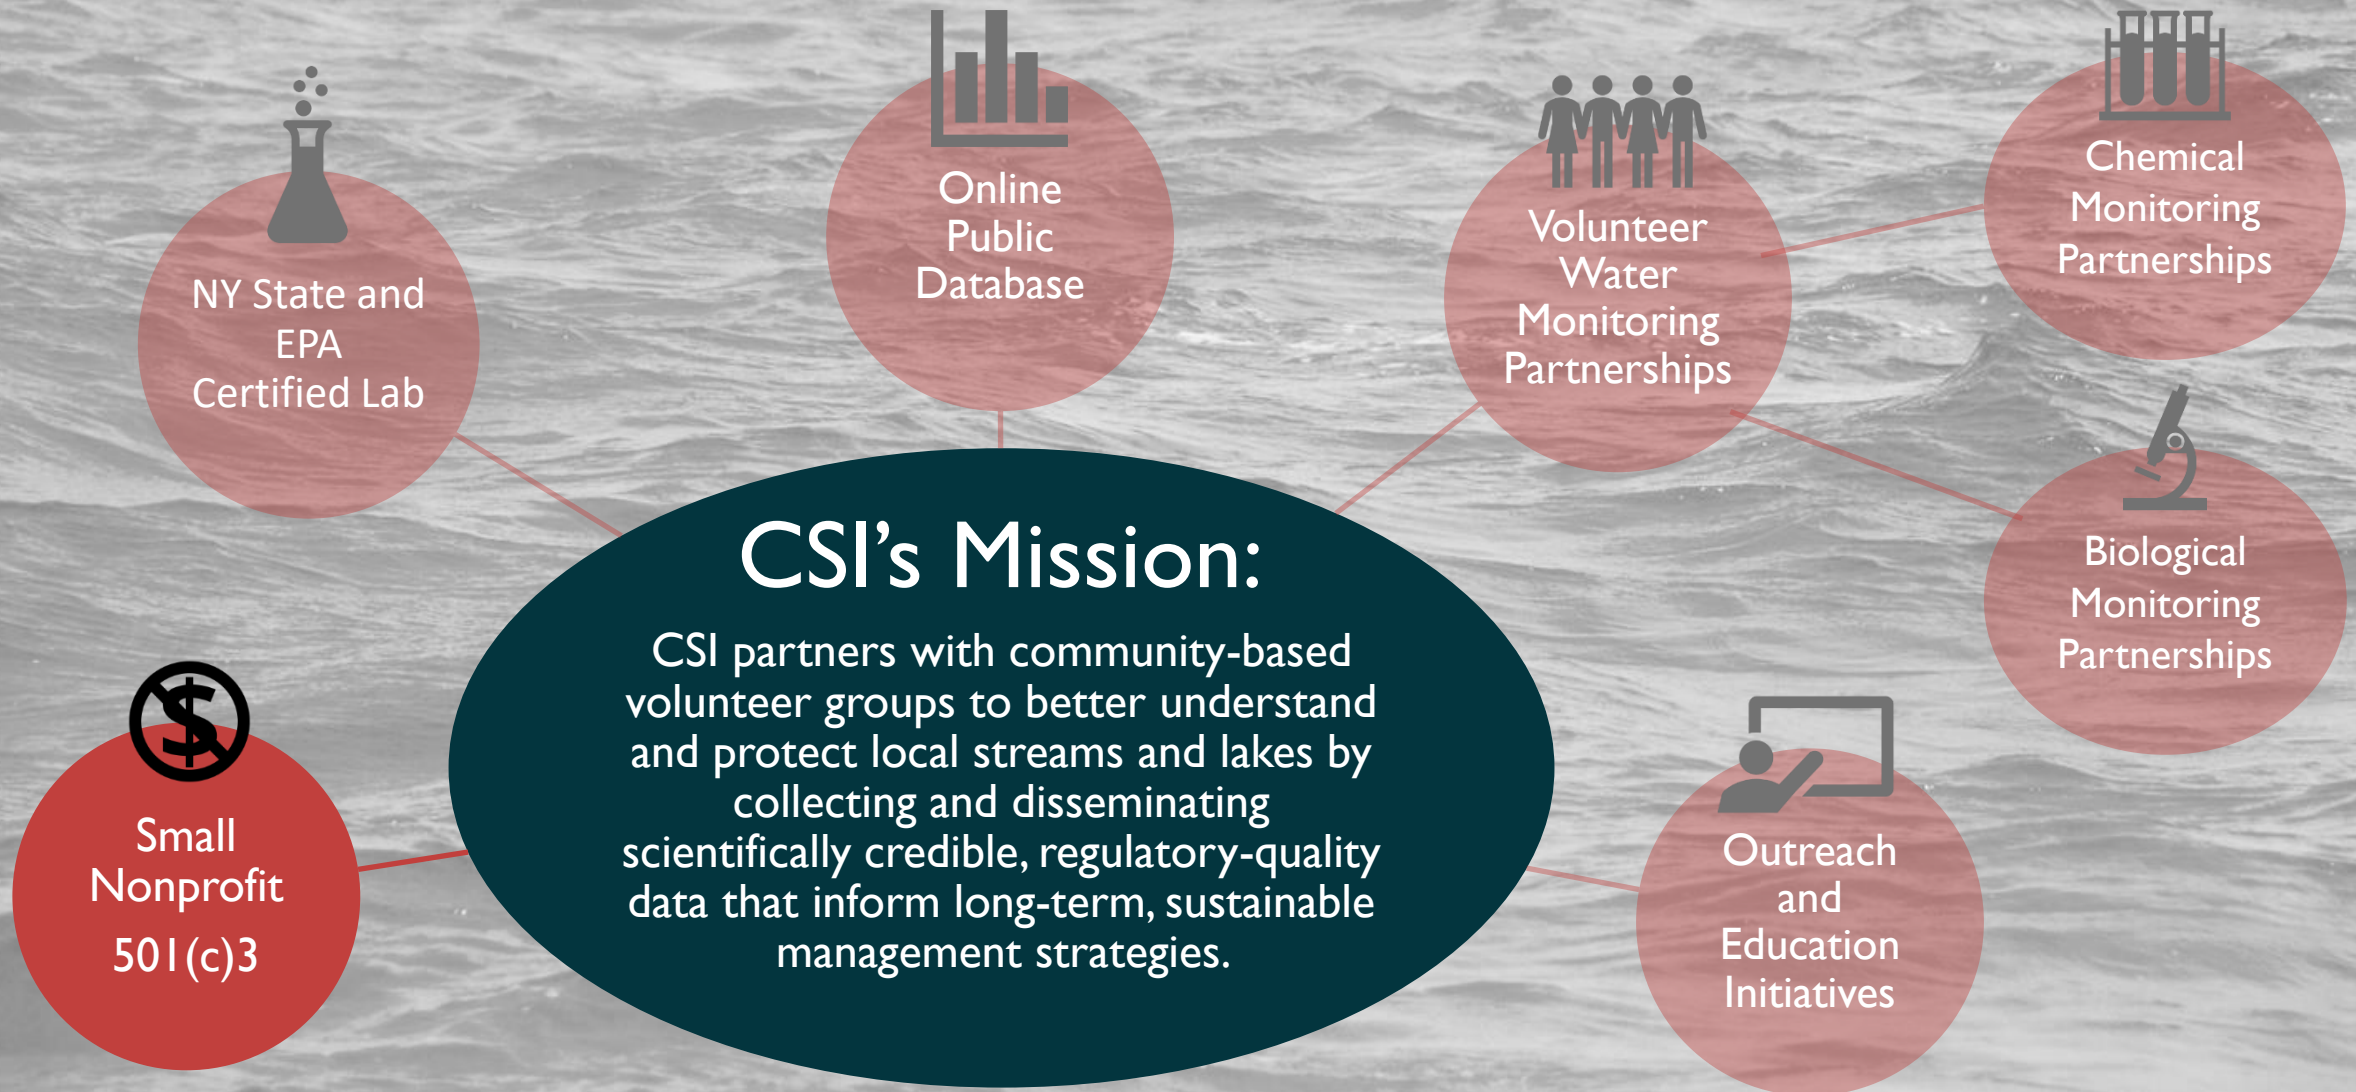 NY State and
EPA
Certified Lab
Online
Public
Database
Volunteer
Water
Monitoring
Partnerships
Chemical
Monitoring
Partnerships
Biological
Monitoring
Partnerships
CSI's Mission:
CSI partners with community-based
volunteer groups to better understand
and protect local streams and lakes by
collecting and disseminating
scientifically credible, regulatory-quality
data that inform long-term, sustainable
management strategies.
$
Small
Nonprofit
501(c)3
Outreach
and
Education
Initiatives